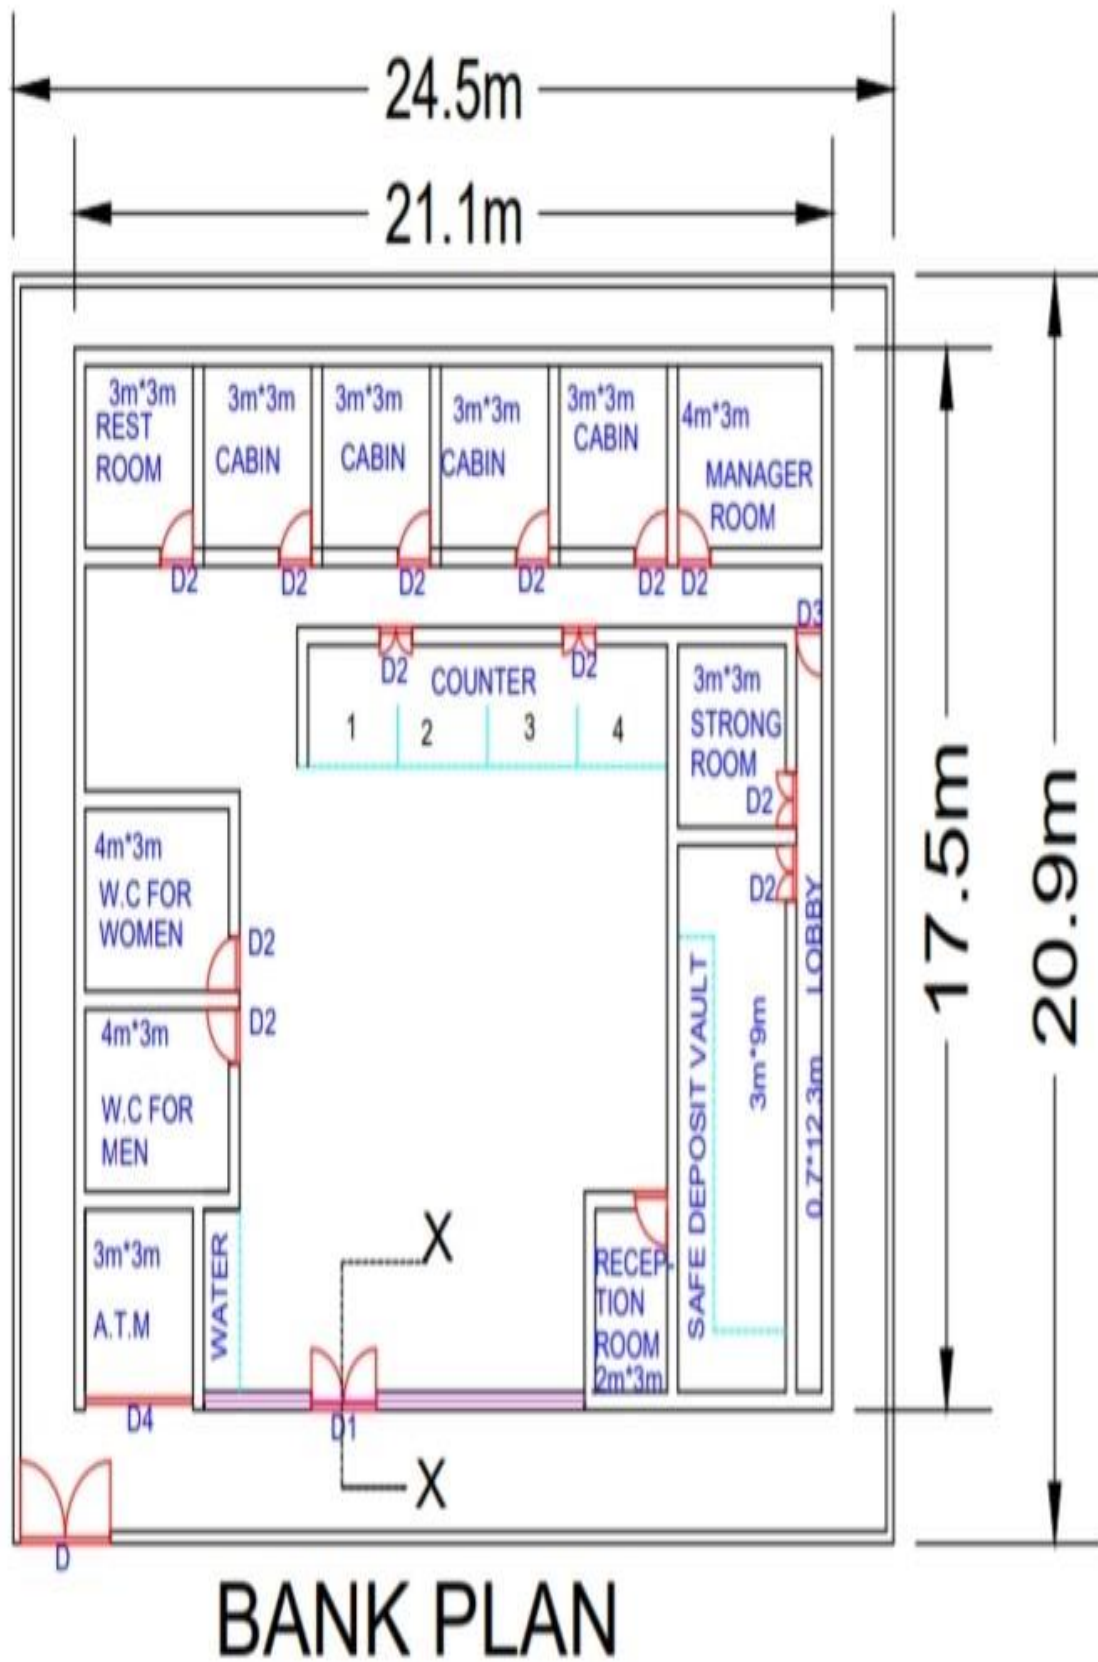 24.5m
21.1m
3m*3m
REST
ROOM
3m*3m
CABIN
3m*3m
CABIN
3m*3m
CABIN
3m*3m
CABIN
4m*3m
MANAGER
ROOM
D2
D2
D2
D2
D2
D2
D3
D2
COUNTER
D2
1
2
3
4
3m*3m
STRONG
ROOM
D2
D2
4m*3m
W.C FOR
WOMEN
D2
D2
4m*3m
W.C FOR
MEN
SAFE DEPOSIT VAULT
3m*9m
0.7*12.3m LOBBY
17.5m
20.9m
3m*3m
A.T.M
WATER
X
RECEP-
TION
ROOM
2m*3m
D4
D1
X
D
BANK PLAN